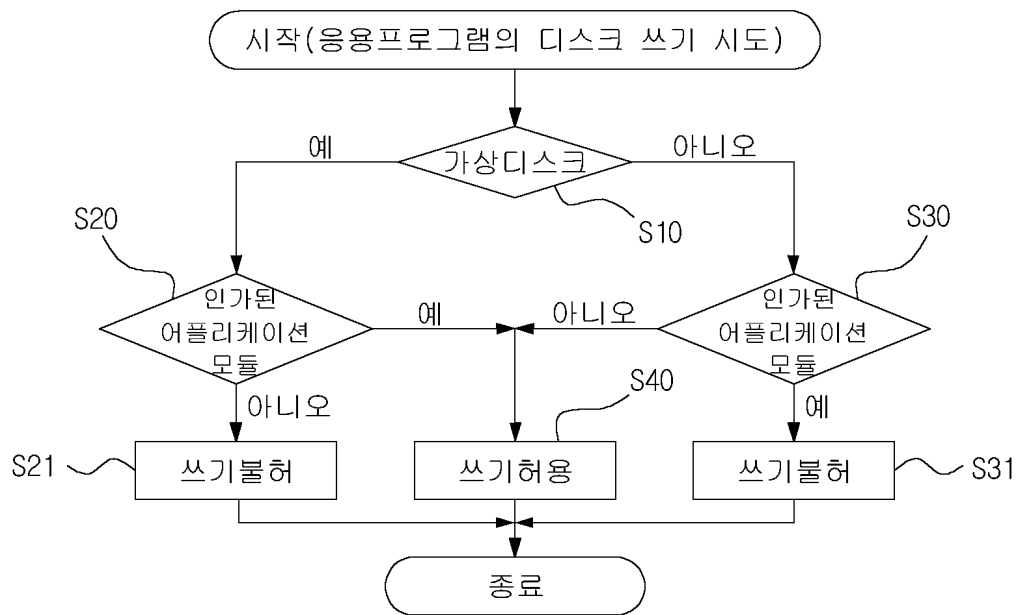 시작(응용프로그램의 디스크 쓰기 시도)
예
가상디스크
아니오
S10
S20
S30
인가된
어플리케이션
모듈
예
아니오
인가된
어플리케이션
모듈
아니오
S40
예
S21
쓰기불허
쓰기허용
쓰기불허
S31
종료